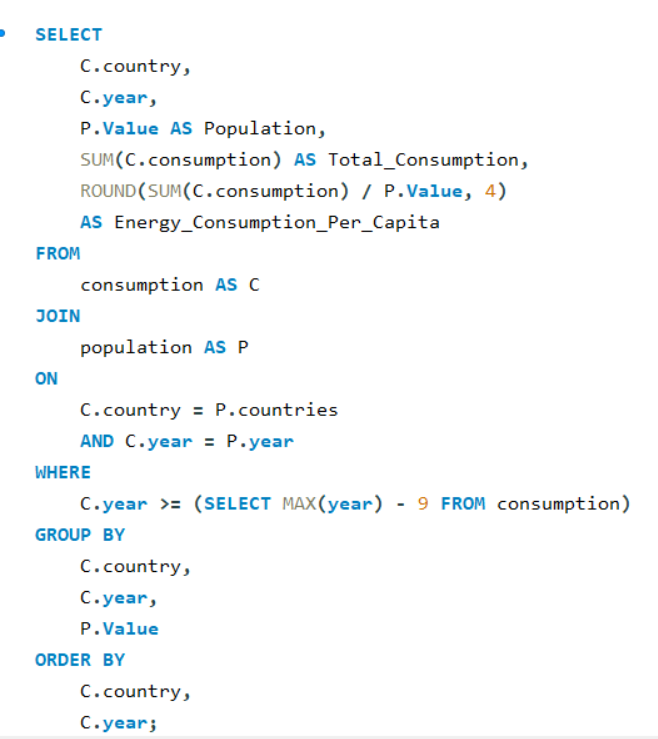 SELECT
C.country,
C.year,
P.Value AS Population,
SUM(C.consumption) AS Total_Consumption,
ROUND(SUM(C.consumption) / P.Value, 4)
AS Energy_Consumption_Per_Capita
FROM
consumption AS C
JOIN
population AS P
ON
C.country = P.countries
AND C.year = P.year
WHERE
C.year >= (SELECT MAX(year) - 9 FROM consumption)
GROUP BY
C.country,
C.year,
P.Value
ORDER BY
C.country,
C.year;